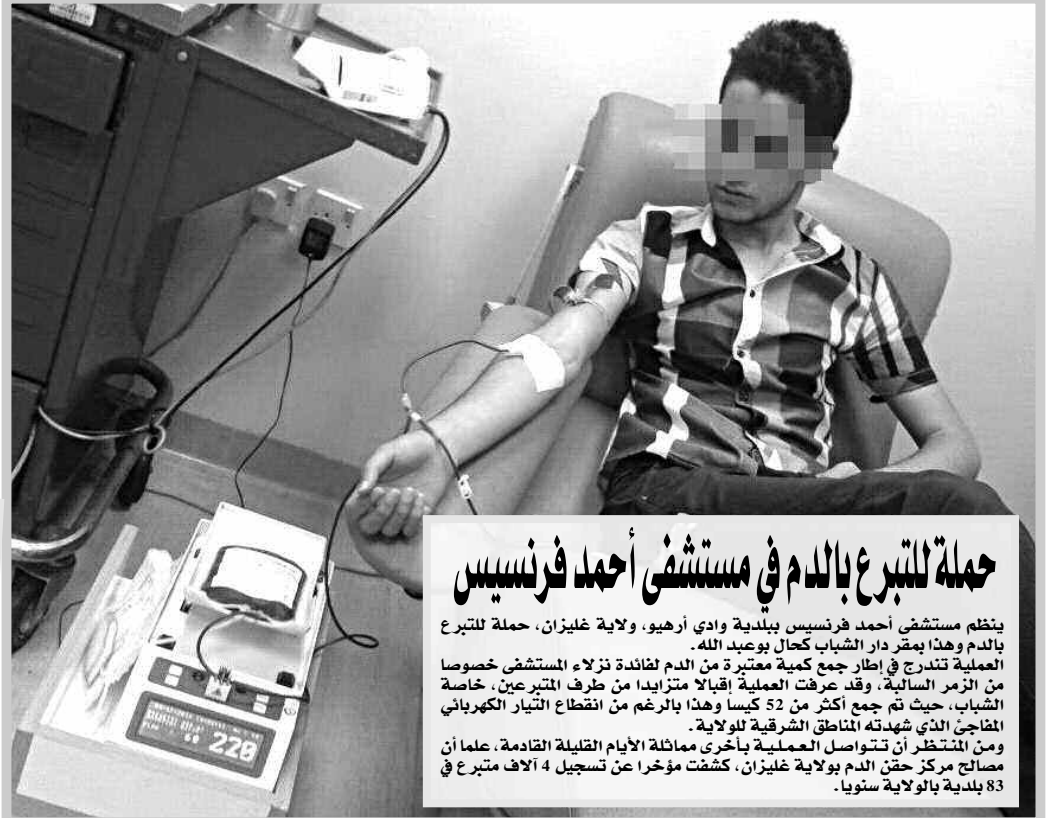 حملة للتبرع بالدم في مستشفى أحمد فرنسيس
ينظم مستشفى أحمد فرنسيس ببلدية وادي أرهيو، ولاية غليزان، حملة للتبرع
بالدم وهذا بمقر دار الشباب كحال بوعبد الله.
العملية تندرج في إطار جمع كمية معتبرة من الدم لفائدة نزلاء المستشفى خصوصا
من الزمر السالبة، وقد عرفت العملية إقبالا متزايدا من طرف المتبرعين، خاصة
الشباب، حيث تم جمع أكثر من 52 كيسا وهذا بالرغم من انقطاع التيار الكهربائي
المفاجئ الذي شهدته المناطق الشرقية للولاية.
ومن المنتظر أن تتواصل العملية بأخرى مماثلة الأيام القليلة القادمة، علما أن
مصالح مركز حقن الدم بولاية غليزان، كشفت مؤخرا عن تسجيل 4 آلاف متبرع في
83 بلدية بالولاية سنويا.
220